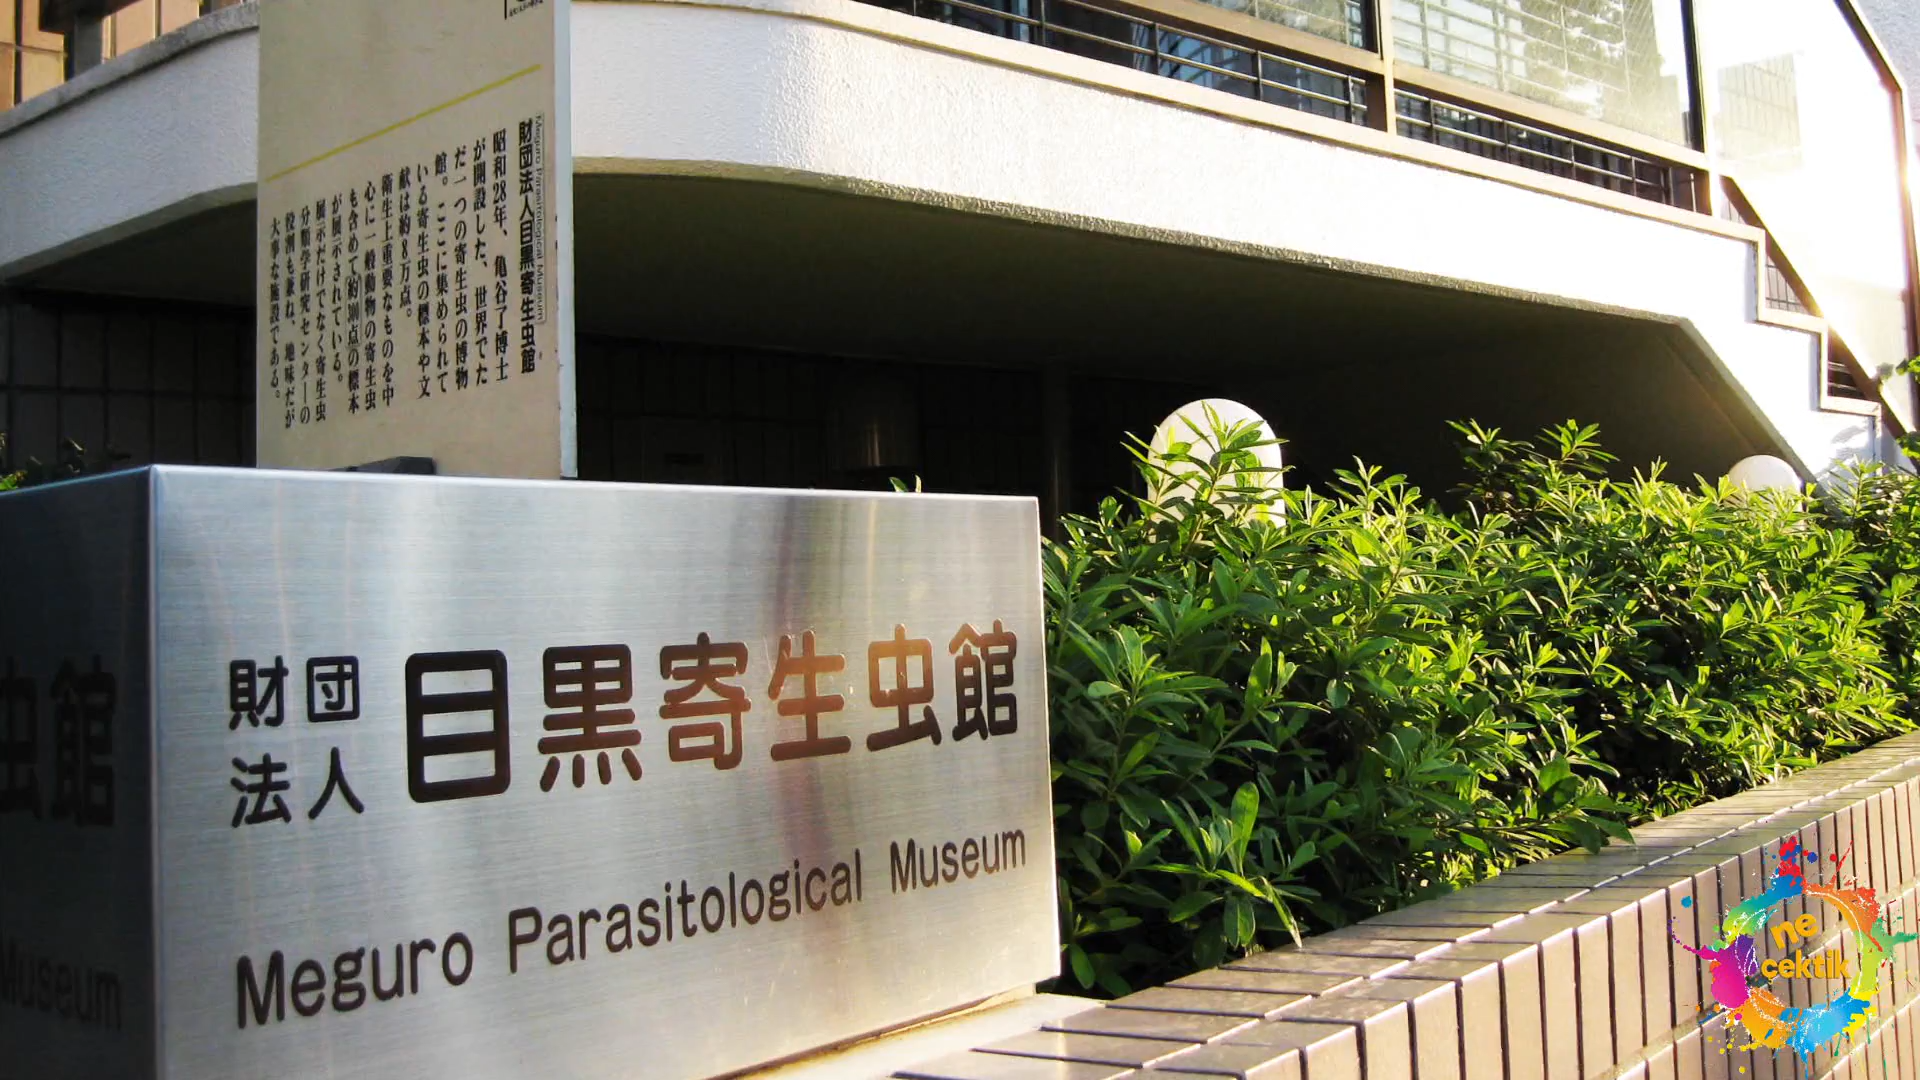 財団法人目黒寄生虫館
Meguro Parasitological Museum
昭和28年、亀谷了博士
が開設した、世界でた
だ一つの寄生虫の博物
館。ここに集められて
いる寄生虫の標本や文
献は約8万点。
衛生上重要なものを中
心に一般動物の寄生虫
も含めて約300点の標本
が展示されている。
展示だけでなく寄生虫
分類学研究センターの
役割も兼ね、地味だが
大事な施設である。
財団
法人
目黒寄生虫館
Meguro Parasitological Museum
虫館
Museum
ne
çektik